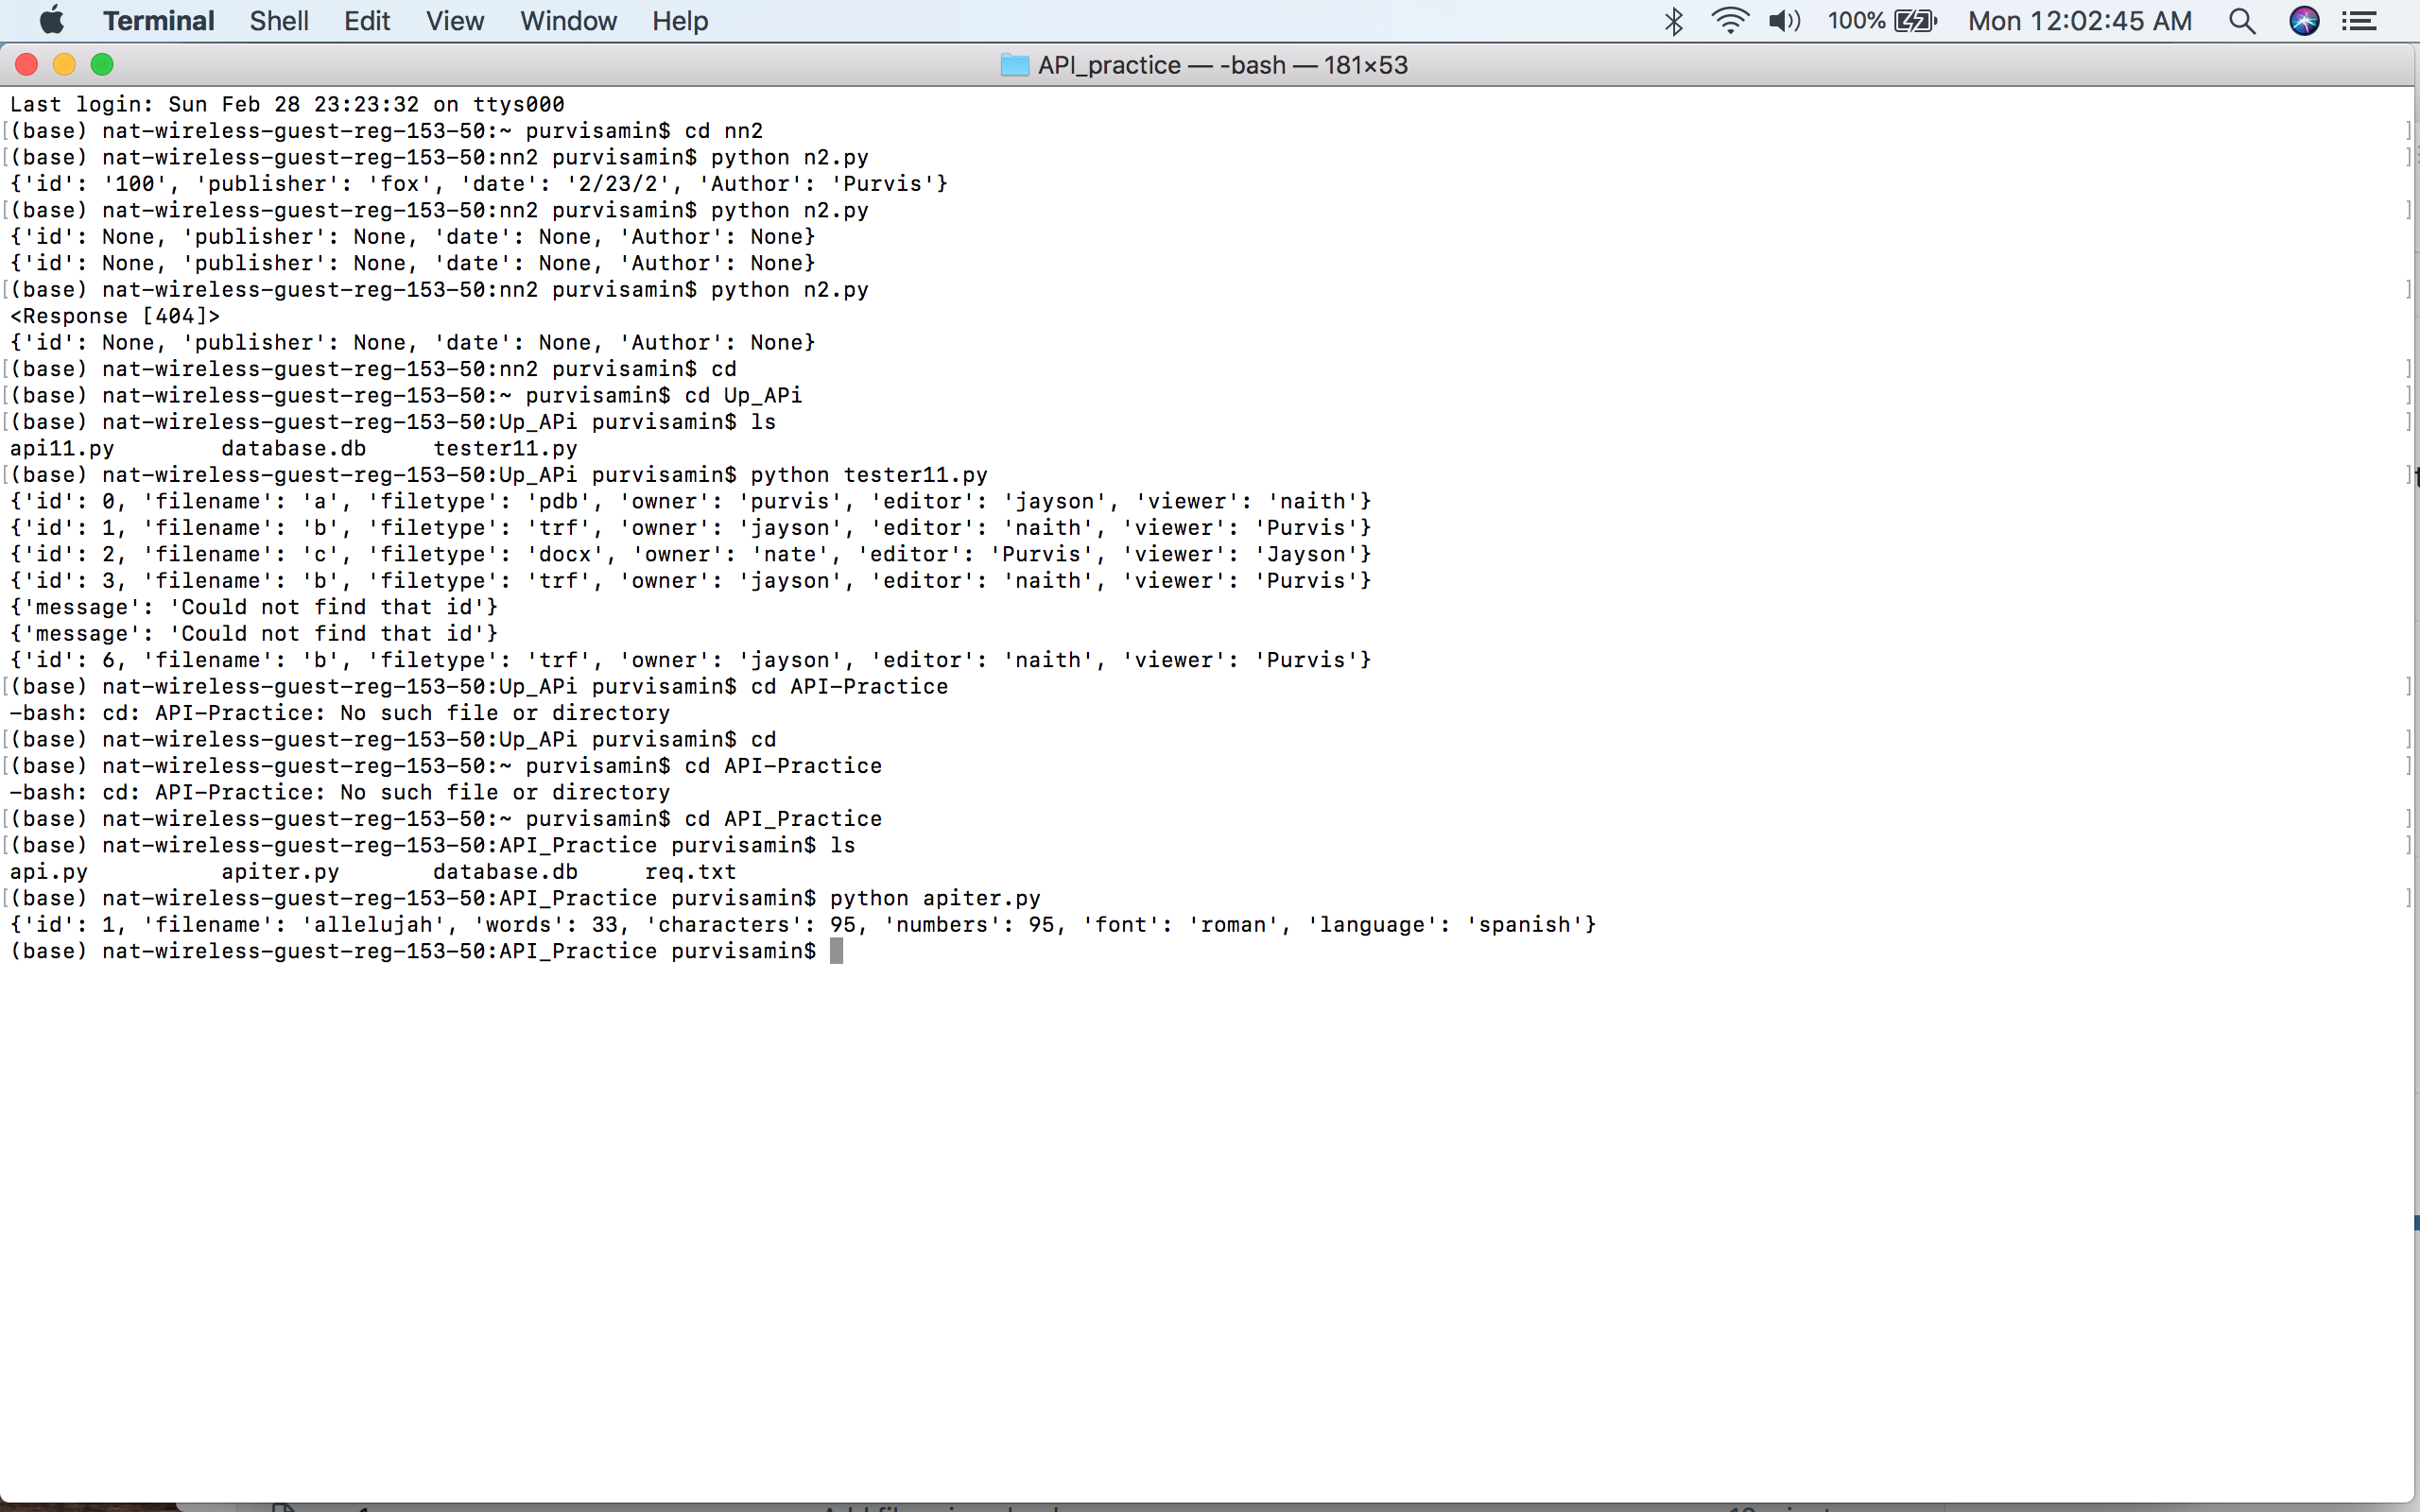 Terminal Shell Edit View Window Help 100% Mon 12:02:45 AM
API_practice — -bash — 181×53
Last login: Sun Feb 28 23:23:32 on ttys000
[(base) nat-wireless-guest-reg-153-50:~ purvisamin$ cd nn2 ]
[(base) nat-wireless-guest-reg-153-50:nn2 purvisamin$ python n2.py ]
{'id': '100', 'publisher': 'fox', 'date': '2/23/2', 'Author': 'Purvis'}
[(base) nat-wireless-guest-reg-153-50:nn2 purvisamin$ python n2.py ]
{'id': None, 'publisher': None, 'date': None, 'Author': None}
{'id': None, 'publisher': None, 'date': None, 'Author': None}
[(base) nat-wireless-guest-reg-153-50:nn2 purvisamin$ python n2.py ]
<Response [404]>
{'id': None, 'publisher': None, 'date': None, 'Author': None}
[(base) nat-wireless-guest-reg-153-50:nn2 purvisamin$ cd ]
[(base) nat-wireless-guest-reg-153-50:~ purvisamin$ cd Up_APi ]
[(base) nat-wireless-guest-reg-153-50:Up_APi purvisamin$ ls ]
api11.py database.db tester11.py
[(base) nat-wireless-guest-reg-153-50:Up_APi purvisamin$ python tester11.py ]
{'id': 0, 'filename': 'a', 'filetype': 'pdb', 'owner': 'purvis', 'editor': 'jayson', 'viewer': 'naith'}
{'id': 1, 'filename': 'b', 'filetype': 'trf', 'owner': 'jayson', 'editor': 'naith', 'viewer': 'Purvis'}
{'id': 2, 'filename': 'c', 'filetype': 'docx', 'owner': 'nate', 'editor': 'Purvis', 'viewer': 'Jayson'}
{'id': 3, 'filename': 'b', 'filetype': 'trf', 'owner': 'jayson', 'editor': 'naith', 'viewer': 'Purvis'}
{'message': 'Could not find that id'}
{'message': 'Could not find that id'}
{'id': 6, 'filename': 'b', 'filetype': 'trf', 'owner': 'jayson', 'editor': 'naith', 'viewer': 'Purvis'}
[(base) nat-wireless-guest-reg-153-50:Up_APi purvisamin$ cd API-Practice ]
-bash: cd: API-Practice: No such file or directory
[(base) nat-wireless-guest-reg-153-50:Up_APi purvisamin$ cd ]
[(base) nat-wireless-guest-reg-153-50:~ purvisamin$ cd API-Practice ]
-bash: cd: API-Practice: No such file or directory
[(base) nat-wireless-guest-reg-153-50:~ purvisamin$ cd API_Practice ]
[(base) nat-wireless-guest-reg-153-50:API_Practice purvisamin$ ls ]
api.py apiter.py database.db req.txt
[(base) nat-wireless-guest-reg-153-50:API_Practice purvisamin$ python apiter.py ]
{'id': 1, 'filename': 'allelujah', 'words': 33, 'characters': 95, 'numbers': 95, 'font': 'roman', 'language': 'spanish'}
(base) nat-wireless-guest-reg-153-50:API_Practice purvisamin$